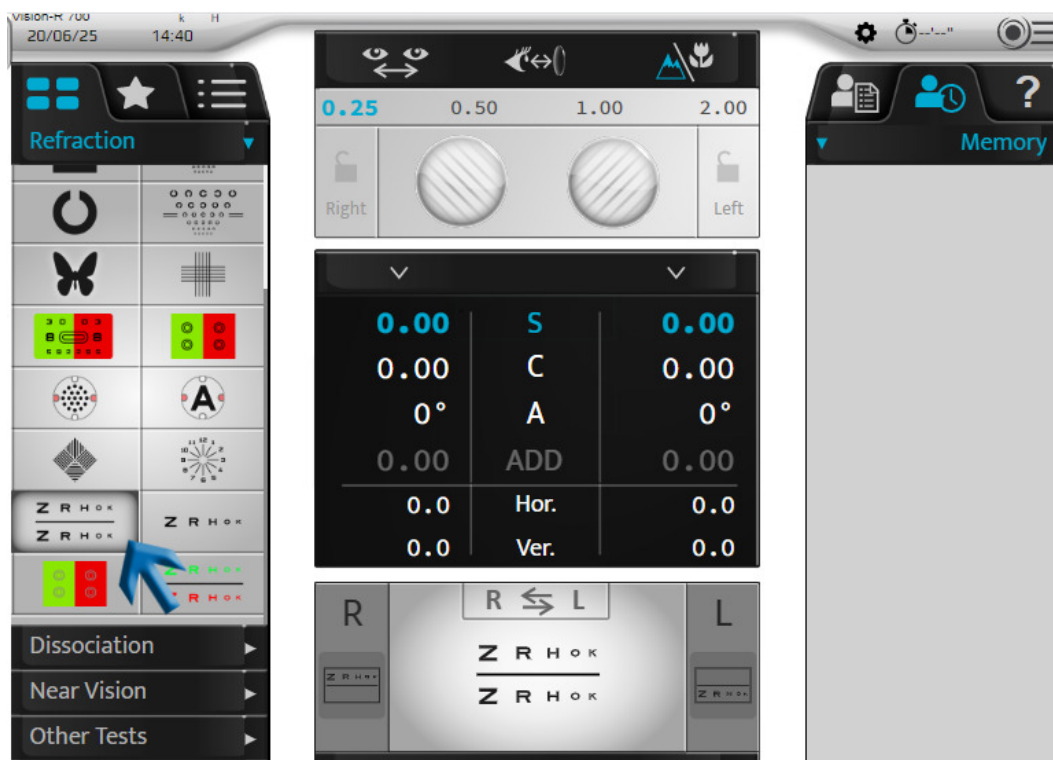 Vision-R 700
k H
20/06/25 14:40
--'--"
Refraction
0.25 0.50 1.00 2.00
Right Left
? 
Memory
S
0.00 0.00
C
0.00 0.00
A
0° 0°
ADD
0.00 0.00
Hor.
0.0 0.0
Ver.
0.0 0.0
A
Z R H O K
Z R H O K
Z R H O K
Z R H O K
Z R H O K
Dissociation
Near Vision
Other Tests
R L
R L
Z R H O K
Z R H O K
Z R H O K
Z R H O K